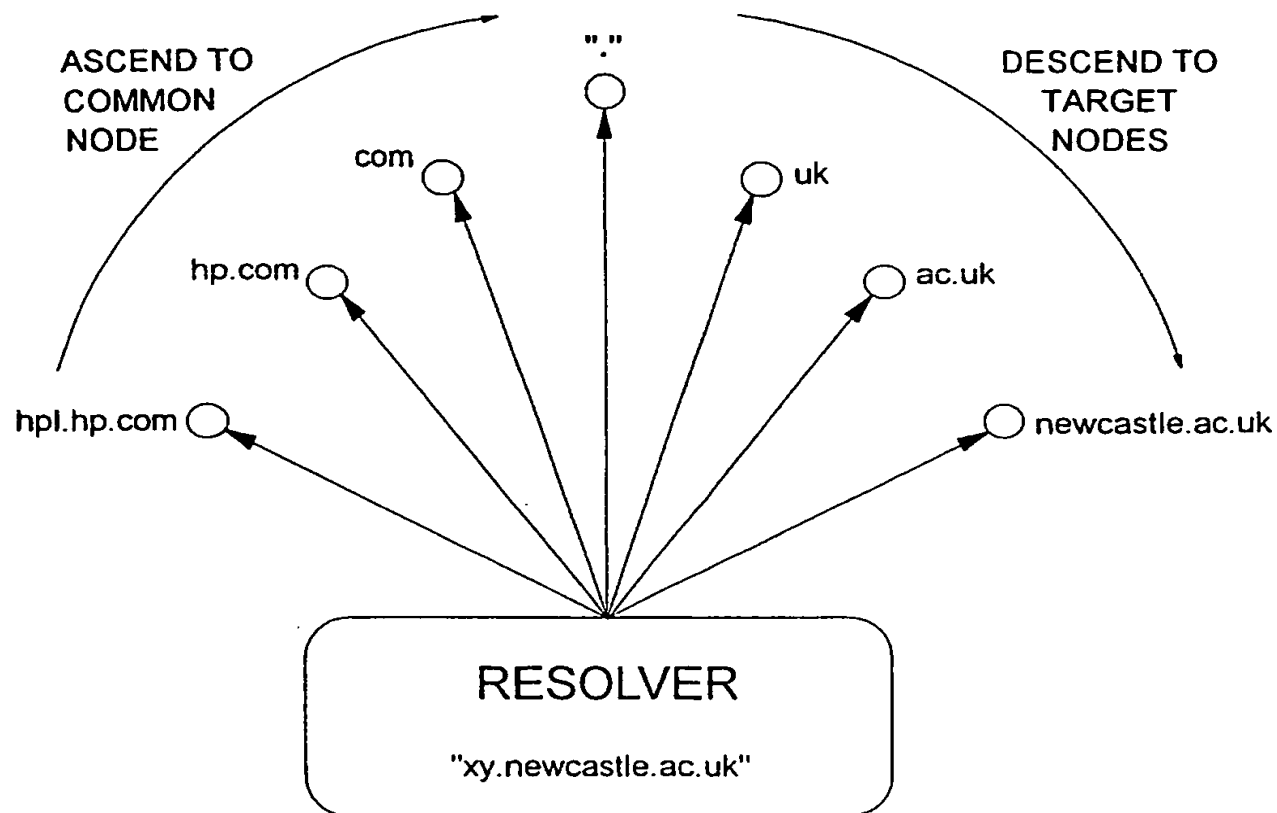 "."
ASCEND TO
COMMON
NODE
DESCEND TO
TARGET
NODES
com
uk
hp.com
ac.uk
hpl.hp.com
newcastle.ac.uk
RESOLVER
"xy.newcastle.ac.uk"